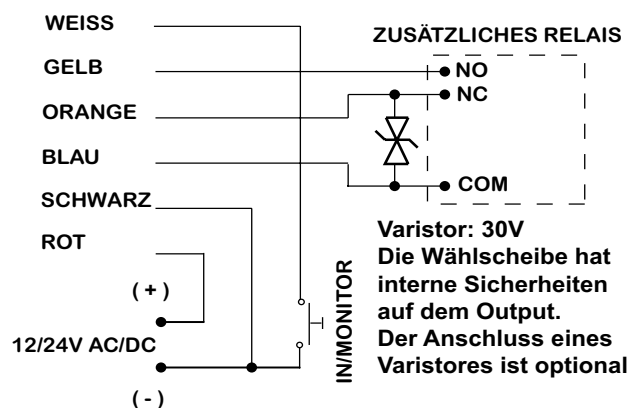 WEISS
ZUSÄTZLICHES RELAIS
GELB
NO
NC
ORANGE
BLAU
COM
SCHWARZ
ROT
Varistor: 30V
Die Wählscheibe hat
interne Sicherheiten
auf dem Output.
Der Anschluss eines
Varistores ist optional
(+)
12/24V AC/DC
(-)
IN/MONITOR